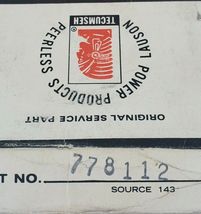 LAUSON POWER PRODUCTS PEERLESS
TECUMSEH
ORIGINAL SERVICE PART
T NO. 778112
SOURCE 143